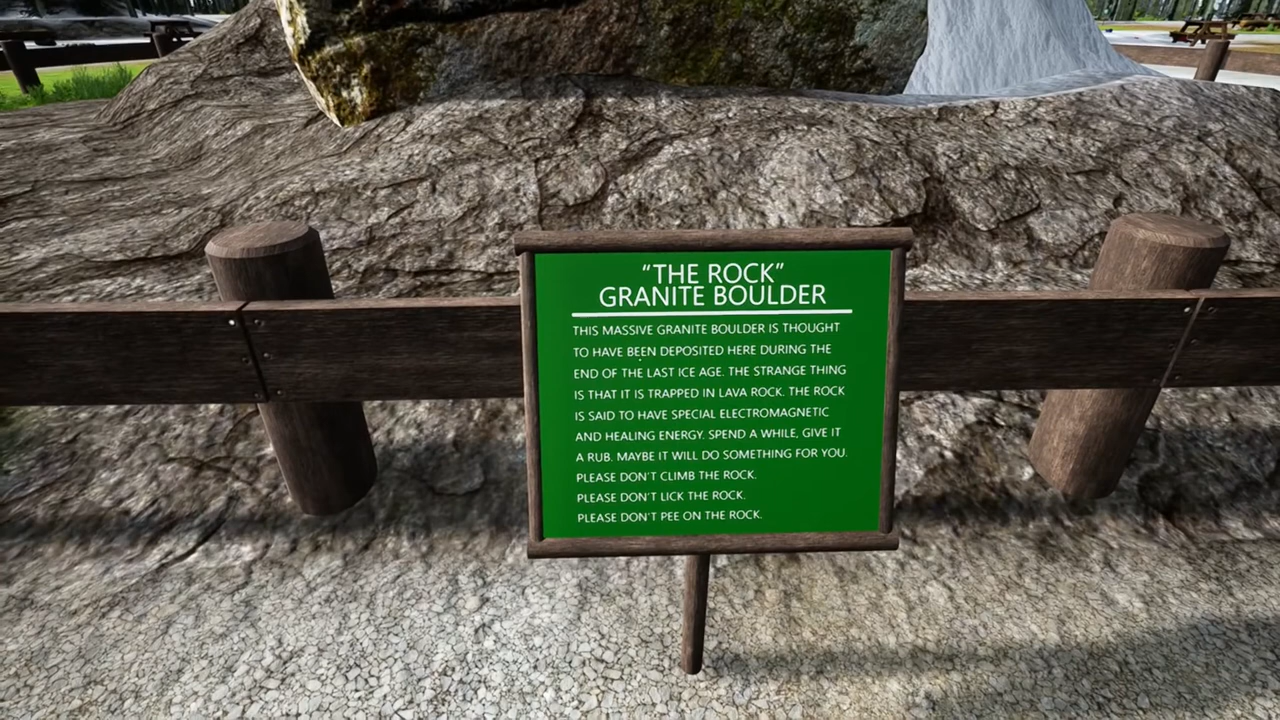 “THE ROCK”
GRANITE BOULDER
THIS MASSIVE GRANITE BOULDER IS THOUGHT
TO HAVE BEEN DEPOSITED HERE DURING THE
END OF THE LAST ICE AGE. THE STRANGE THING
IS THAT IT IS TRAPPED IN LAVA ROCK. THE ROCK
IS SAID TO HAVE SPECIAL ELECTROMAGNETIC
AND HEALING ENERGY. SPEND A WHILE, GIVE IT
A RUB. MAYBE IT WILL DO SOMETHING FOR YOU.
PLEASE DON'T CLIMB THE ROCK.
PLEASE DON'T LICK THE ROCK.
PLEASE DON'T PEE ON THE ROCK.